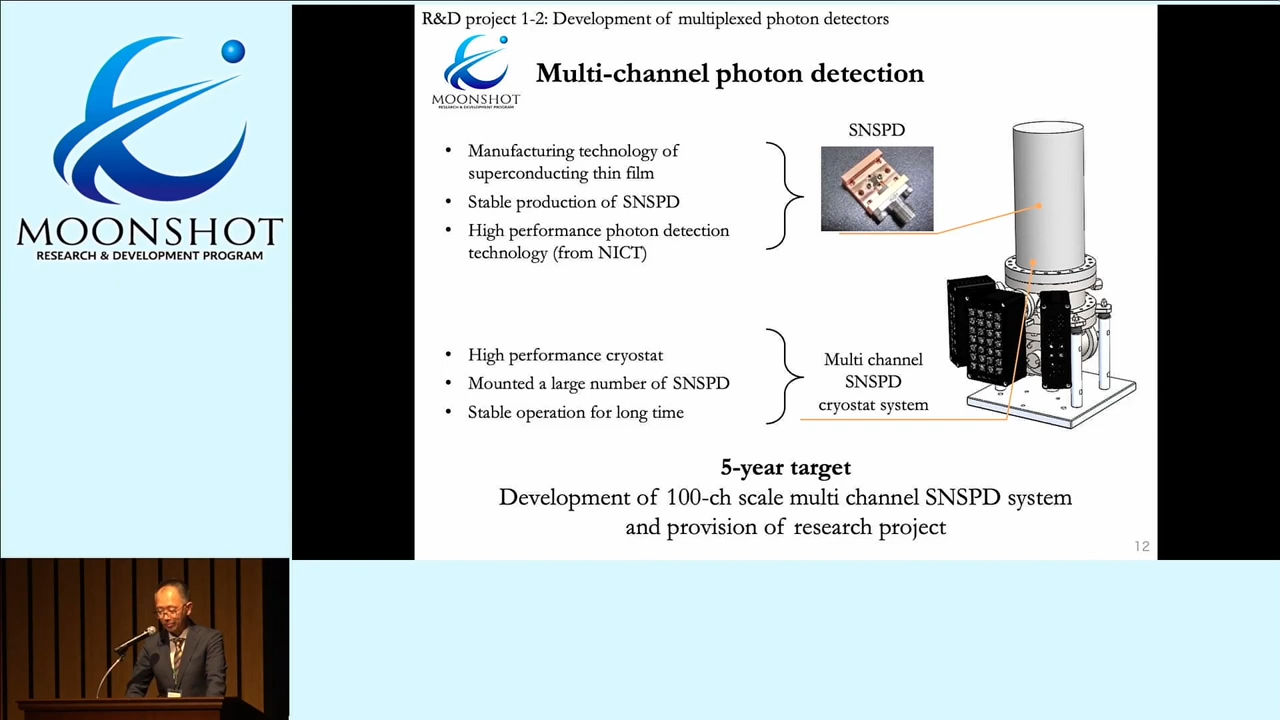 MOONSHOT
RESEARCH & DEVELOPMENT PROGRAM
R&D project 1-2: Development of multiplexed photon detectors
MOONSHOT
RESEARCH & DEVELOPMENT PROGRAM
Multi-channel photon detection
• Manufacturing technology of
superconducting thin film
• Stable production of SNSPD
• High performance photon detection
technology (from NICT)
SNSPD
• High performance cryostat
• Mounted a large number of SNSPD
• Stable operation for long time
Multi channel
SNSPD
cryostat system
5-year target
Development of 100-ch scale multi channel SNSPD system
and provision of research project
12